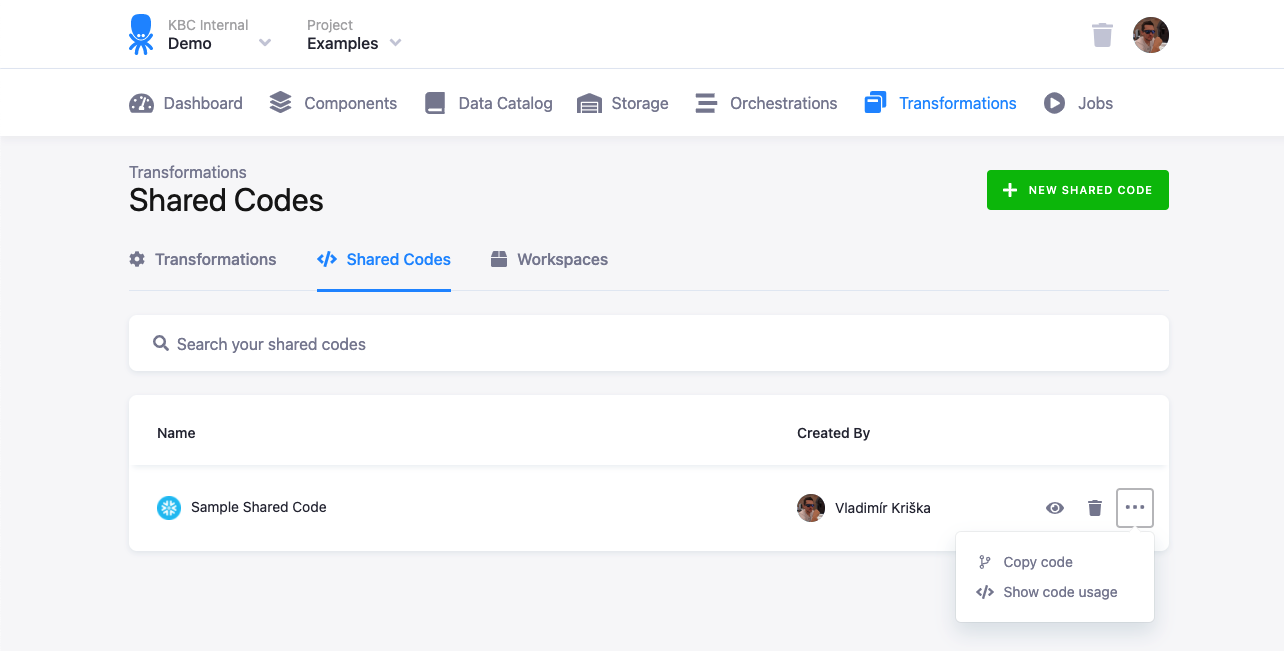 KBC Internal
Demo
Project
Examples
Dashboard
Components
Data Catalog
Storage
Orchestrations
Transformations
Jobs
Transformations
Shared Codes
NEW SHARED CODE
Transformations
Shared Codes
Workspaces
Search your shared codes
Name
Created By
Sample Shared Code
Vladimír Kriška
Copy code
Show code usage